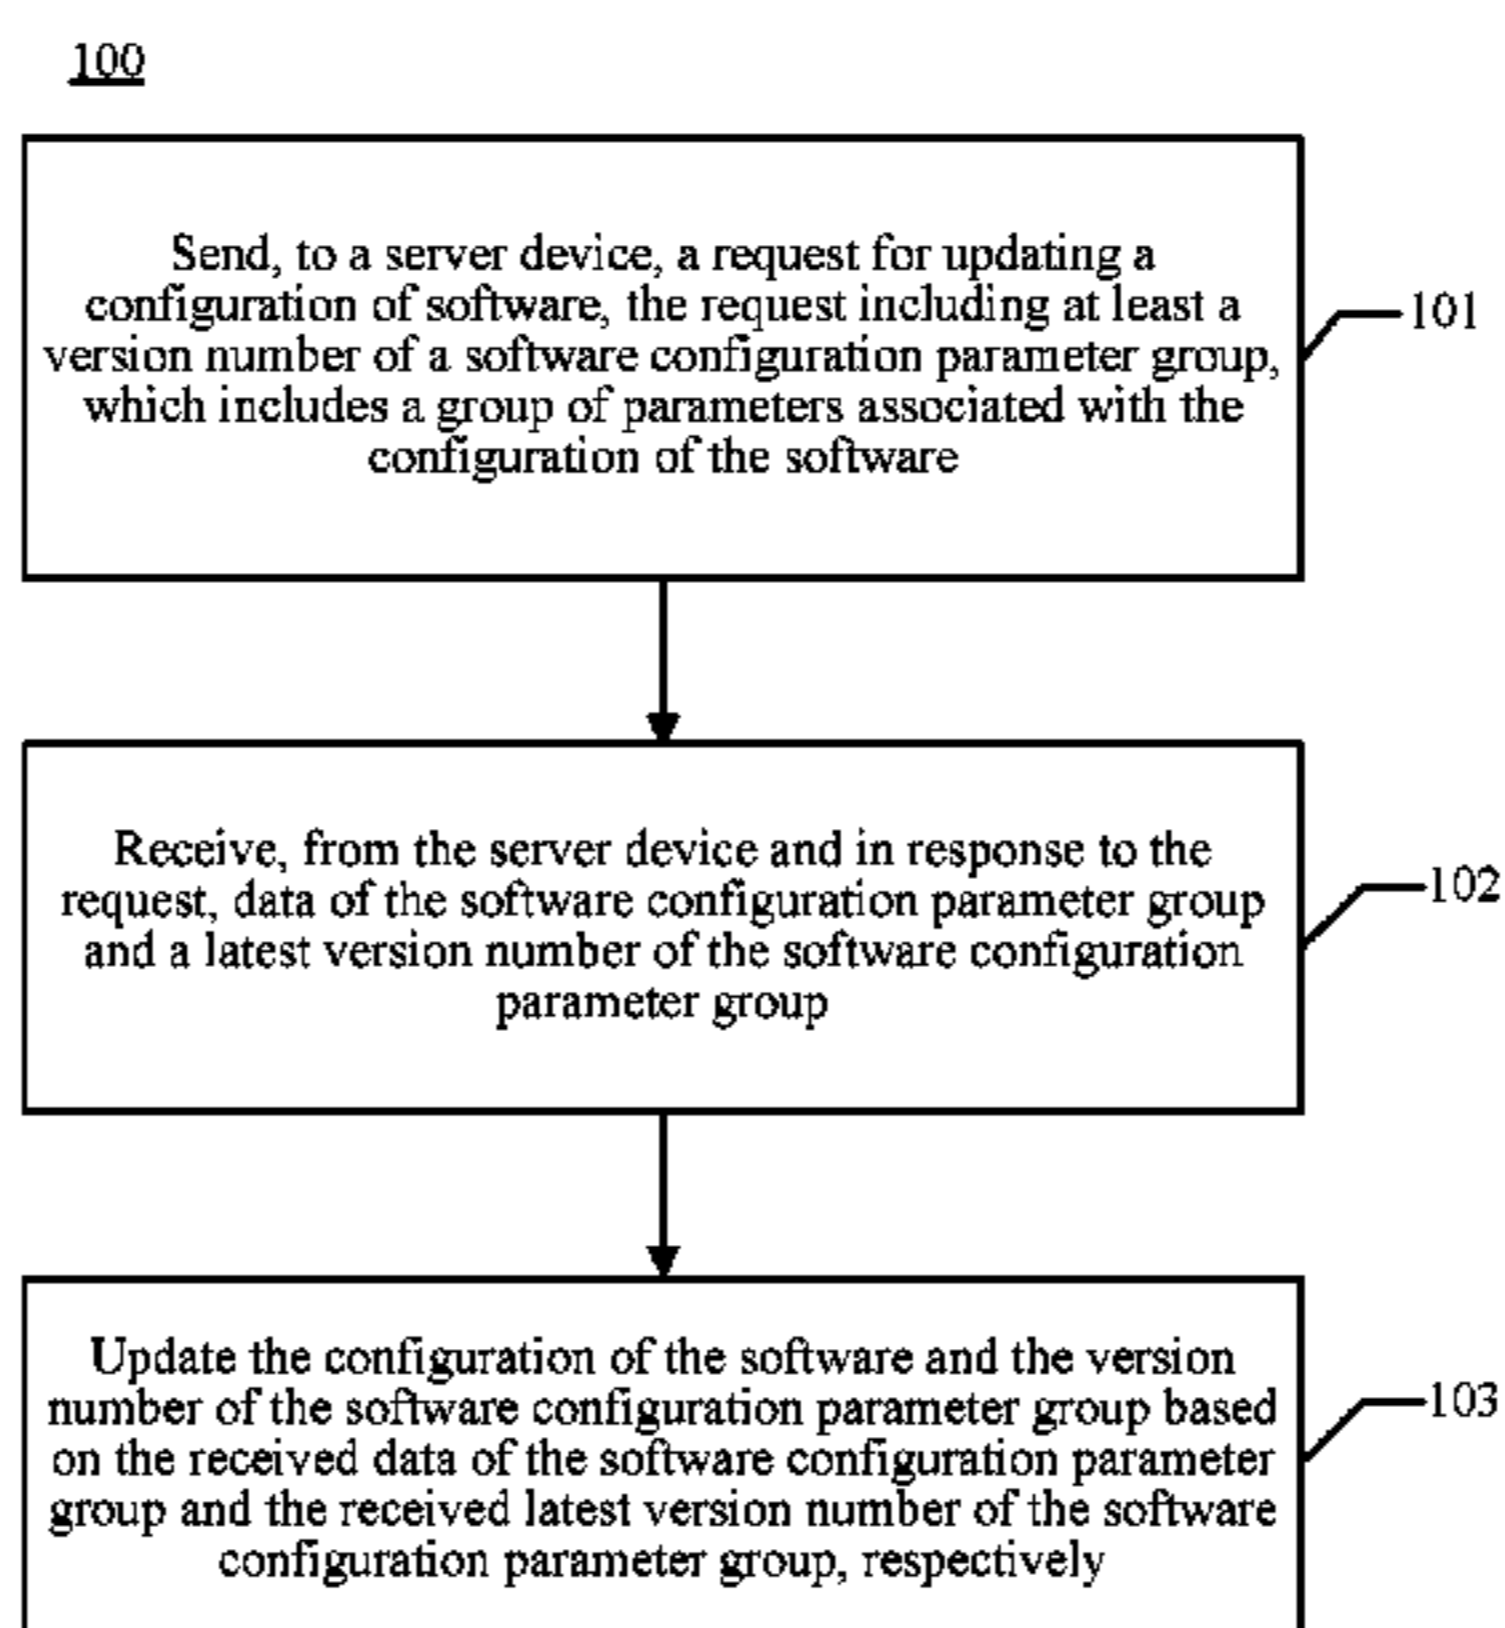 100
Send, to a server device, a request for updating a
configuration of software, the request including at least a
version number of a software configuration parameter group,
which includes a group of parameters associated with the
configuration of the software
101
Receive, from the server device and in response to the
request, data of the software configuration parameter group
and a latest version number of the software configuration
parameter group
102
Update the configuration of the software and the version
number of the software configuration parameter group based
on the received data of the software configuration parameter
group and the received latest version number of the software
configuration parameter group, respectively
103